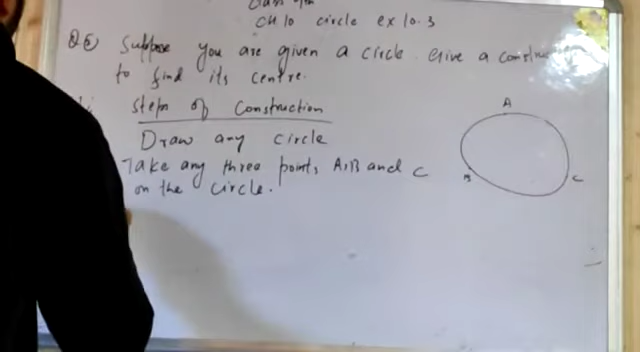 CH 10 circle ex 10.3
Suppose you are given a circle. Give a
to find its centre.
Steps of Construction
Draw any circle
Take any three points A,B and C
on the circle.
A
B
C